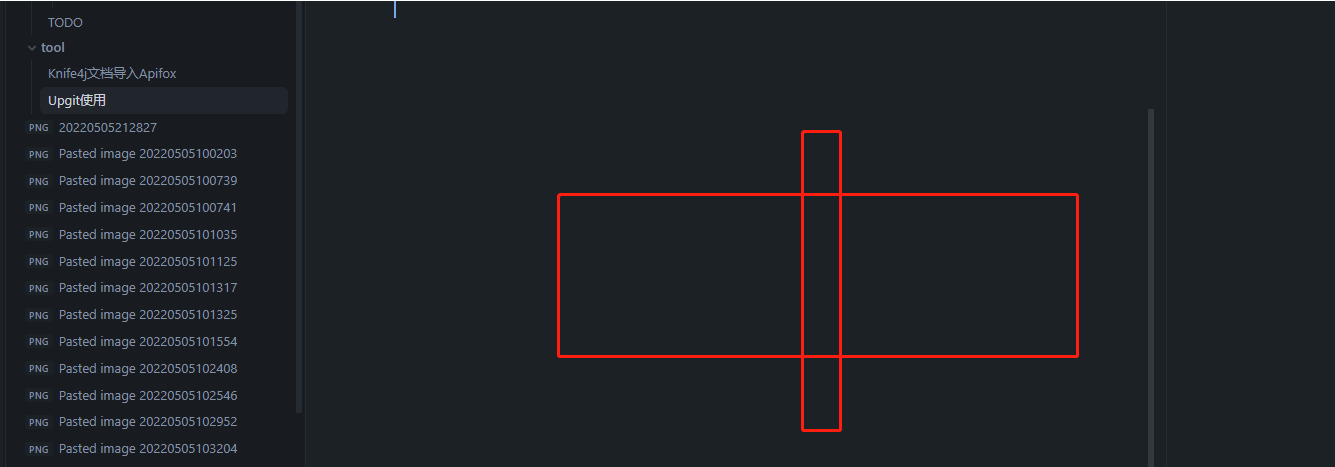 TODO
tool
Knife4j文档导入Apifox
Upgit使用
PNG 20220505212827
PNG Pasted image 20220505100203
PNG Pasted image 20220505100739
PNG Pasted image 20220505100741
PNG Pasted image 20220505101035
PNG Pasted image 20220505101125
PNG Pasted image 20220505101317
PNG Pasted image 20220505101325
PNG Pasted image 20220505101554
PNG Pasted image 20220505102408
PNG Pasted image 20220505102546
PNG Pasted image 20220505102952
PNG Pasted image 20220505103204